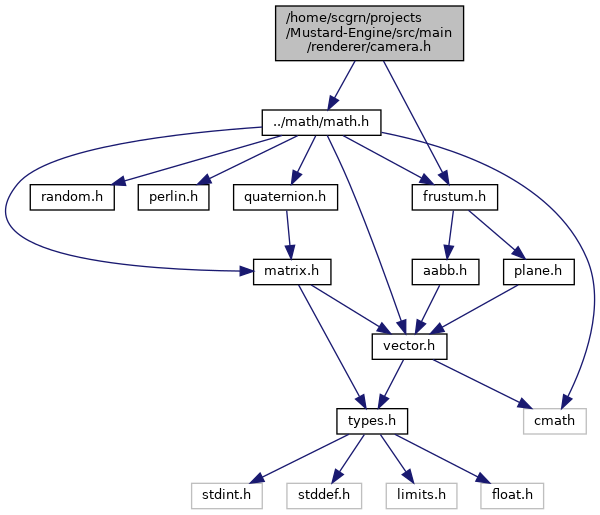 /home/scgrn/projects
/Mustard-Engine/src/main
/renderer/camera.h
../math/math.h
random.h
perlin.h
quaternion.h
frustum.h
matrix.h
aabb.h
plane.h
vector.h
types.h
cmath
stdint.h
stddef.h
limits.h
float.h